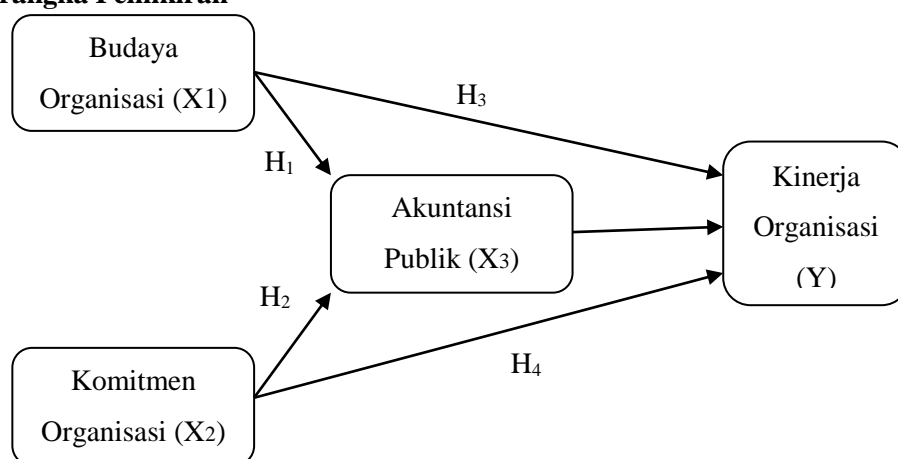 Budaya
Organisasi (X1)
H3
H1
Akuntansi
Publik (X3)
Kinerja
Organisasi
(Y)
H2
H4
Komitmen
Organisasi (X2)